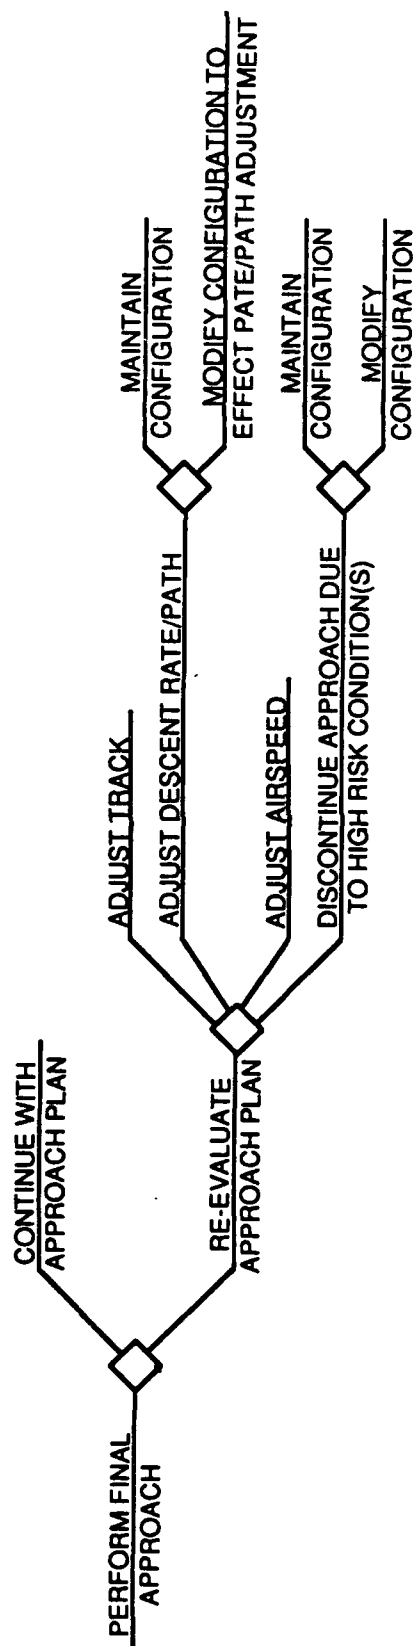 PERFORM FINAL
APPROACH
CONTINUE WITH
APPROACH PLAN
RE-EVALUATE
APPROACH PLAN
ADJUST TRACK
ADJUST DESCENT RATE/PATH
ADJUST AIRSPEED
DISCONTINUE APPROACH DUE
TO HIGH RISK CONDITION(S)
MAINTAIN
CONFIGURATION
MODIFY CONFIGURATION TO
EFFECT PATE/PATH ADJUSTMENT
MAINTAIN
CONFIGURATION
MODIFY
CONFIGURATION